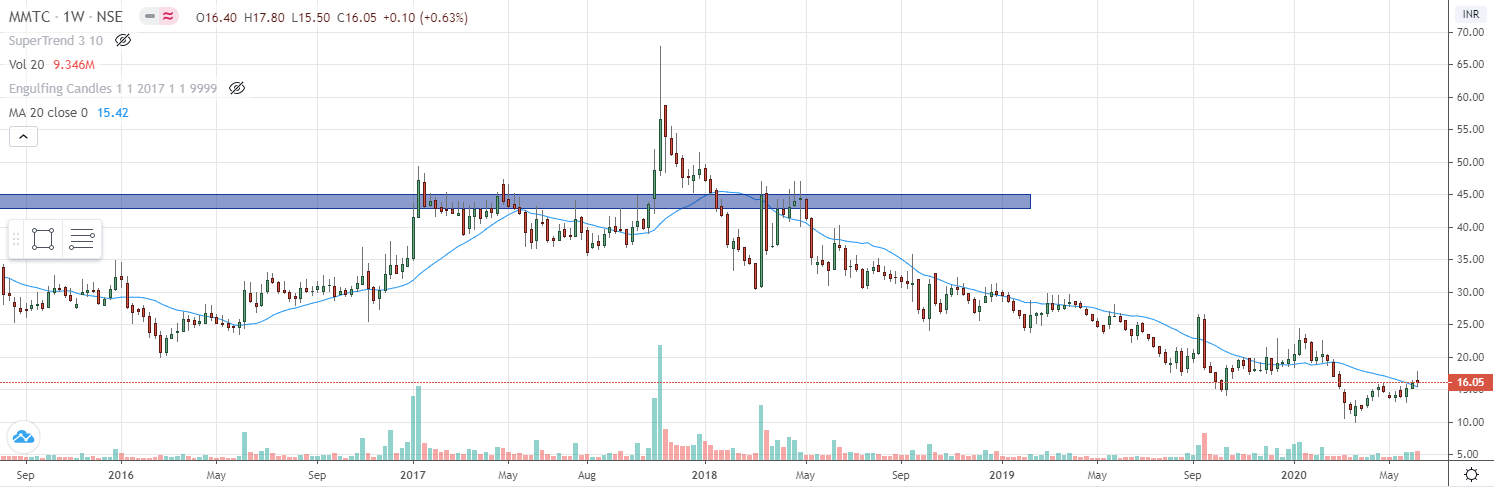 MMTC · 1W · NSE O16.40 H17.80 L15.50 C16.05 +0.10 (+0.63%)
INR
SuperTrend 3 10
Vol 20 9.346M
Engulfing Candles 1 1 2017 1 1 9999
MA 20 close 0 15.42
70.00
65.00
60.00
55.00
50.00
45.00
40.00
35.00
30.00
25.00
20.00
16.05
15.00
10.00
5.00
Sep 2016 May Sep 2017 May Aug 2018 May Sep 2019 May Sep 2020 May